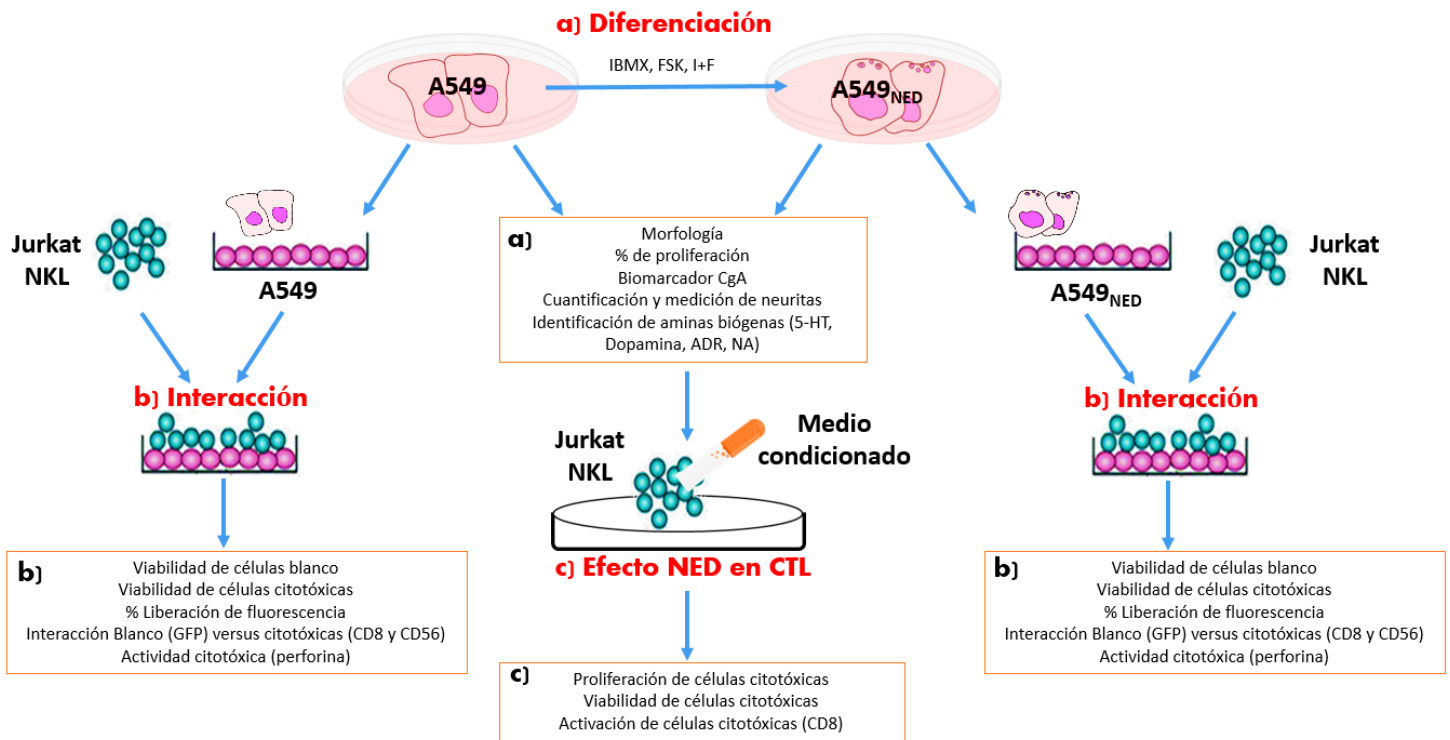 a) Diferenciación
A549
IBMX, FSK, I+F
A549NED
Jurkat
NKL
A549
a)
Morfología
% de proliferación
Biomarcador CgA
Cuantificación y medición de neuritas
Identificación de aminas biógenas (5-HT,
Dopamina, ADR, NA)
A549NED
Jurkat
NKL
b) Interacción
Jurkat
NKL
Medio
condicionado
b) Interacción
c) Efecto NED en CTL
b)
Viabilidad de células blanco
Viabilidad de células citotóxicas
% Liberación de fluorescencia
Interacción Blanco (GFP) versus citotóxicas (CD8 y CD56)
Actividad citotóxica (perforina)
c)
Proliferación de células citotóxicas
Viabilidad de células citotóxicas
Activación de células citotóxicas (CD8)
b)
Viabilidad de células blanco
Viabilidad de células citotóxicas
% Liberación de fluorescencia
Interacción Blanco (GFP) versus citotóxicas (CD8 y CD56)
Actividad citotóxica (perforina)